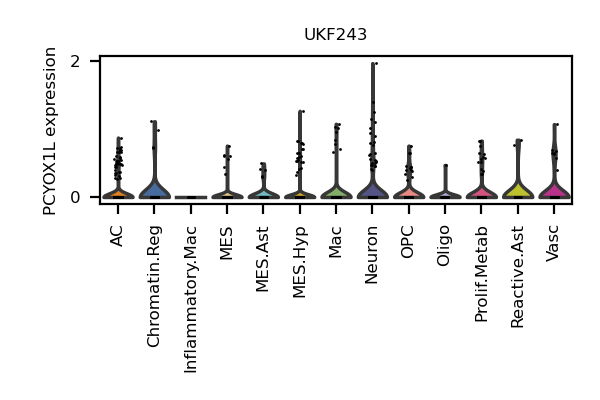 UKF243
PCYOX1L expression
2
0
AC
Chromatin.Reg
Inflammatory.Mac
MES
MES.Ast
MES.Hyp
Mac
Neuron
OPC
Oligo
Prolif.Metab
Reactive.Ast
Vasc